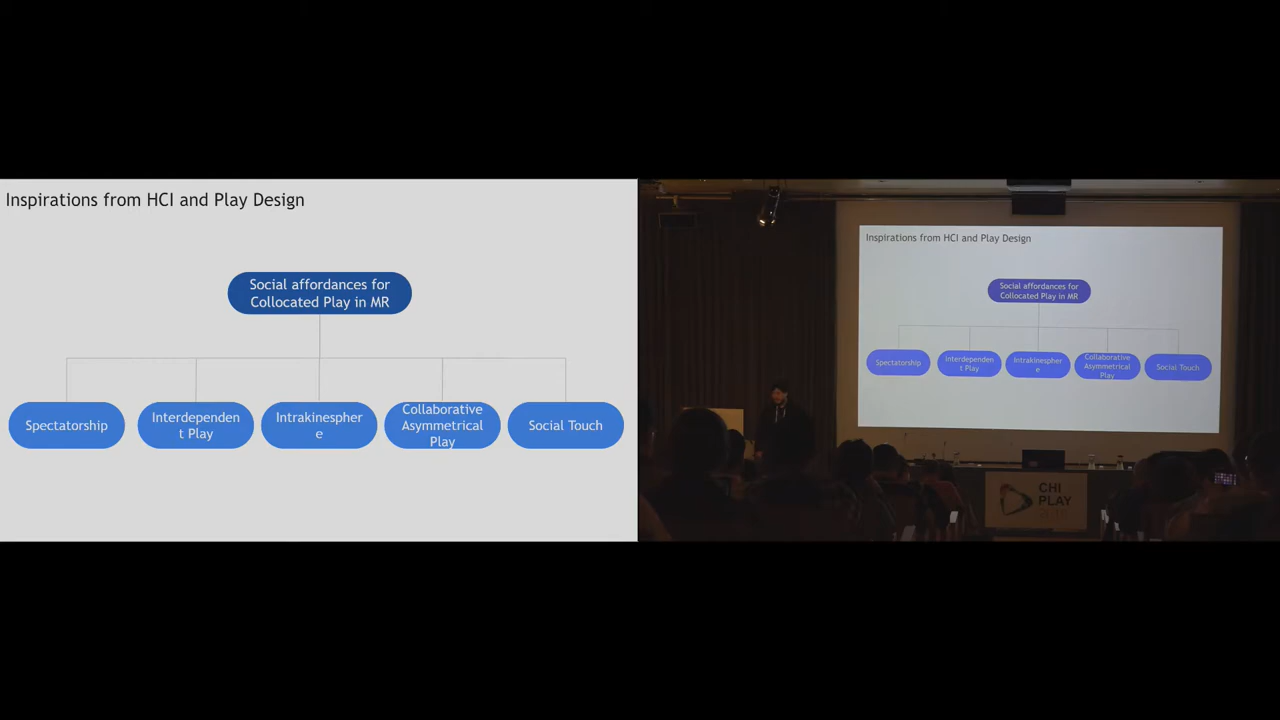 Inspirations from HCI and Play Design
Social affordances for
Collocated Play in MR
Spectatorship
Interdependen
t Play
Intrakinespher
e
Collaborative
Asymmetrical
Play
Social Touch
Inspirations from HCI and Play Design
Social affordances for
Collocated Play in MR
Spectatorship
Interdependen
t Play
Intrakinespher
e
Collaborative
Asymmetrical
Play
Social Touch
CHI
PLAY